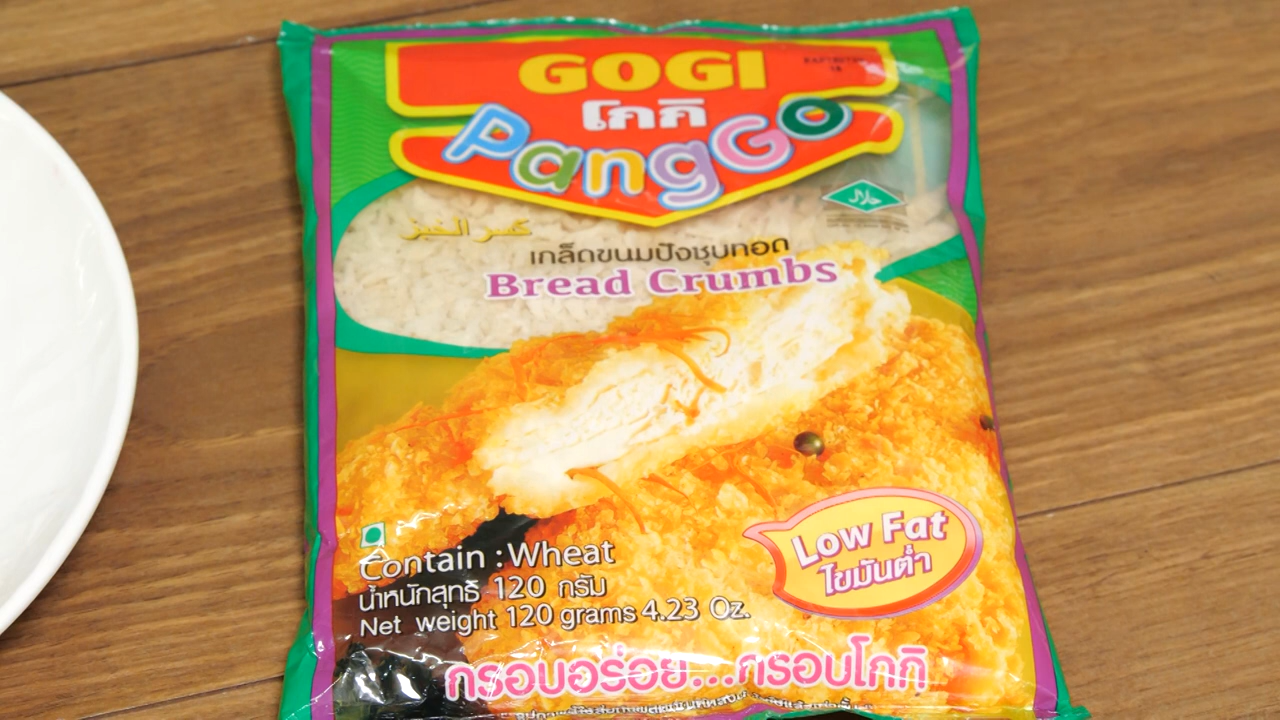 GOGI
โกกิ
PangGo
حلال
كسر الخبز
เกล็ดขนมปังชุบทอด
Bread Crumbs
Low Fat
ไขมันต่ำ
Contain : Wheat
น้ำหนักสุทธิ 120 กรัม
Net weight 120 grams 4.23 Oz.
กรอบอร่อย...กรอบโกกิ